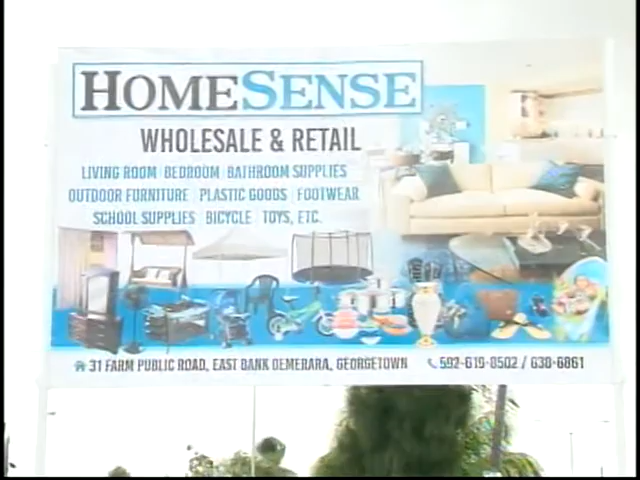 HOMESENSE
WHOLESALE & RETAIL
LIVING ROOM BEDROOM BATHROOM SUPPLIES
OUTDOOR FURNITURE PLASTIC GOODS FOOTWEAR
SCHOOL SUPPLIES BICYCLE TOYS, ETC.
31 FARM PUBLIC ROAD, EAST BANK DEMERARA, GEORGETOWN 592-619-8502 / 638-6861